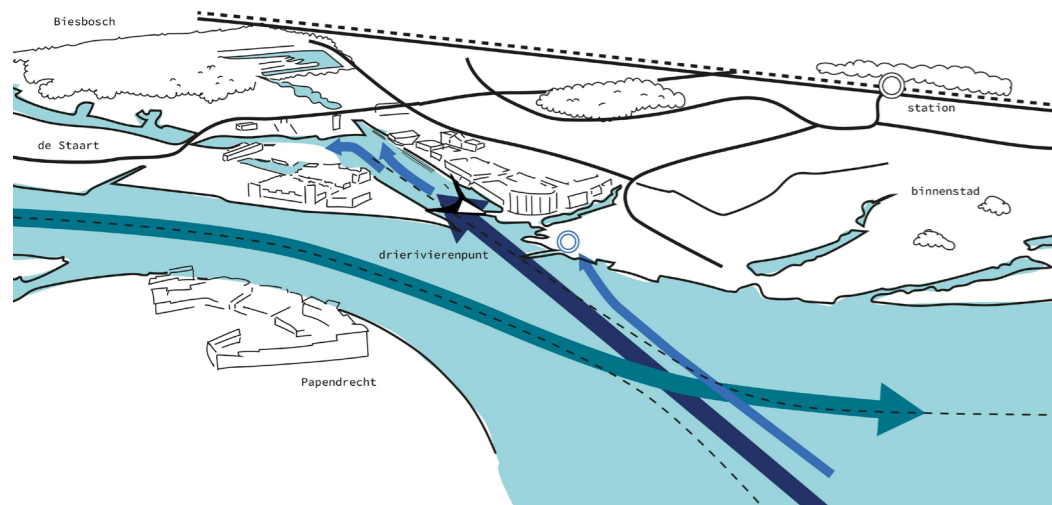 Biesbosch
station
de Staart
binnenstad
drierivierenpunt
Papendrecht